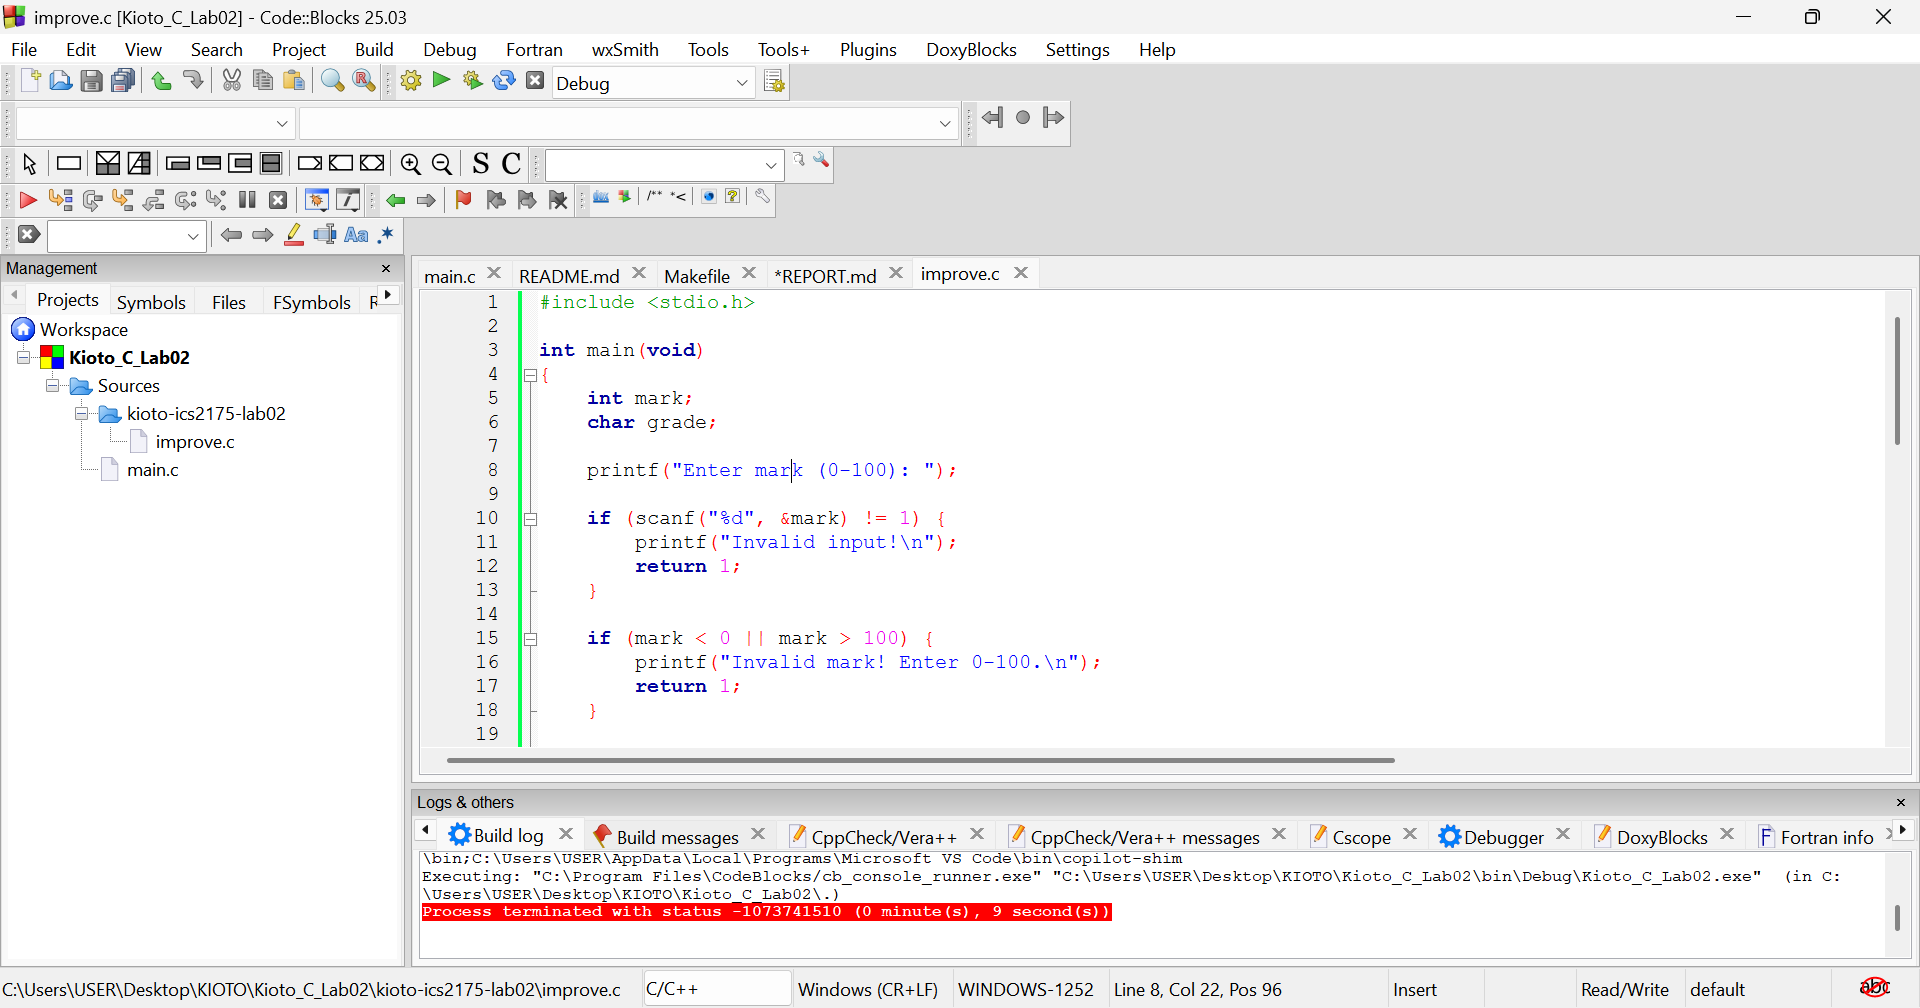 improve.c [Kioto_C_Lab02] - Code::Blocks 25.03
File Edit View Search Project Build Debug Fortran wxSmith Tools Tools+ Plugins DoxyBlocks Settings Help
Debug
S C
/** *<
Aa .*
Management
Projects Symbols Files FSymbols
Workspace
Kioto_C_Lab02
Sources
kioto-ics2175-lab02
improve.c
main.c
main.c README.md Makefile *REPORT.md improve.c
1 #include <stdio.h>
2
3 int main(void)
4 {
5 int mark;
6 char grade;
7
8 printf("Enter mark (0-100): ");
9
10 if (scanf("%d", &mark) != 1) {
11 printf("Invalid input!\n");
12 return 1;
13 }
14
15 if (mark < 0 || mark > 100) {
16 printf("Invalid mark! Enter 0-100.\n");
17 return 1;
18 }
19
Logs & others
Build log Build messages CppCheck/Vera++ CppCheck/Vera++ messages Cscope Debugger DoxyBlocks Fortran info
\bin;C:\Users\USER\AppData\Local\Programs\Microsoft VS Code\bin\copilot-shim
Executing: "C:\Program Files\CodeBlocks/cb_console_runner.exe" "C:\Users\USER\Desktop\KIOTO\Kioto_C_Lab02\bin\Debug\Kioto_C_Lab02.exe" (in C:
\Users\USER\Desktop\KIOTO\Kioto_C_Lab02\.)
Process terminated with status -1073741510 (0 minute(s), 9 second(s))
C:\Users\USER\Desktop\KIOTO\Kioto_C_Lab02\kioto-ics2175-lab02\improve.c C/C++ Windows (CR+LF) WINDOWS-1252 Line 8, Col 22, Pos 96 Insert Read/Write default abc